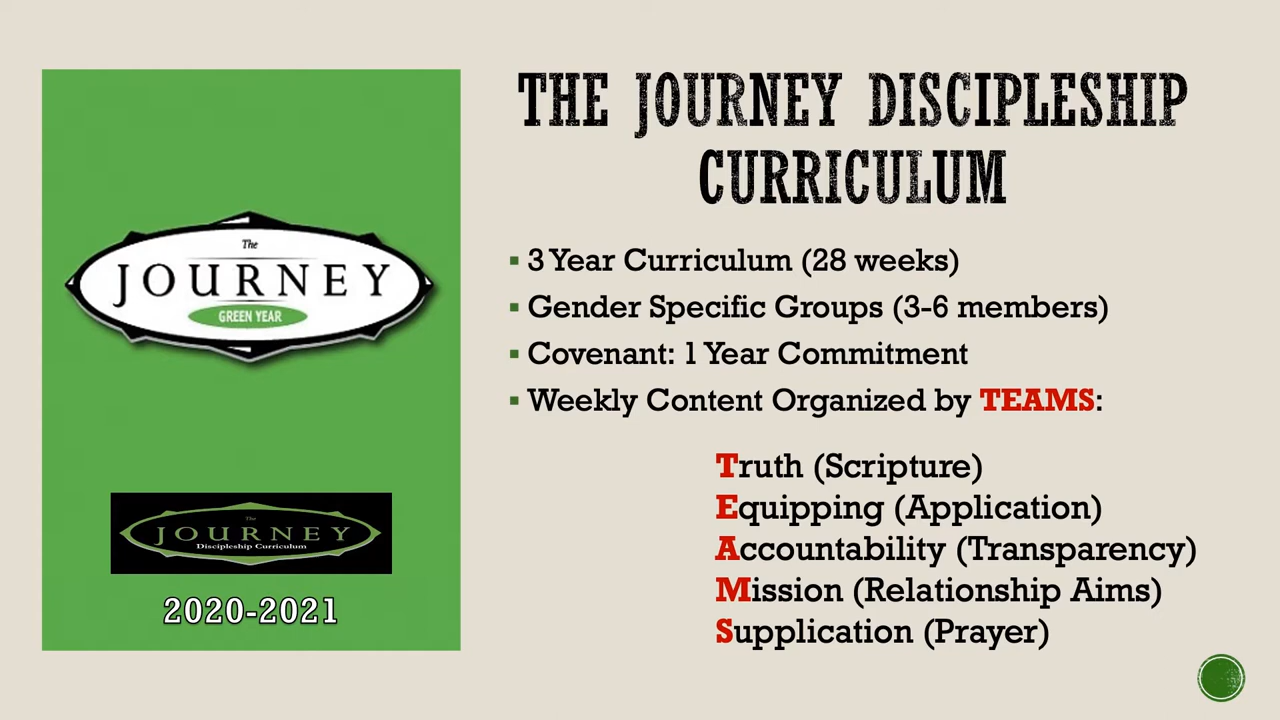 The
JOURNEY
GREEN YEAR
The
JOURNEY
Discipleship Curriculum
2020-2021
THE JOURNEY DISCIPLESHIP
CURRICULUM
▪ 3 Year Curriculum (28 weeks)
▪ Gender Specific Groups (3-6 members)
▪ Covenant: 1 Year Commitment
▪ Weekly Content Organized by TEAMS:
Truth (Scripture)
Equipping (Application)
Accountability (Transparency)
Mission (Relationship Aims)
Supplication (Prayer)